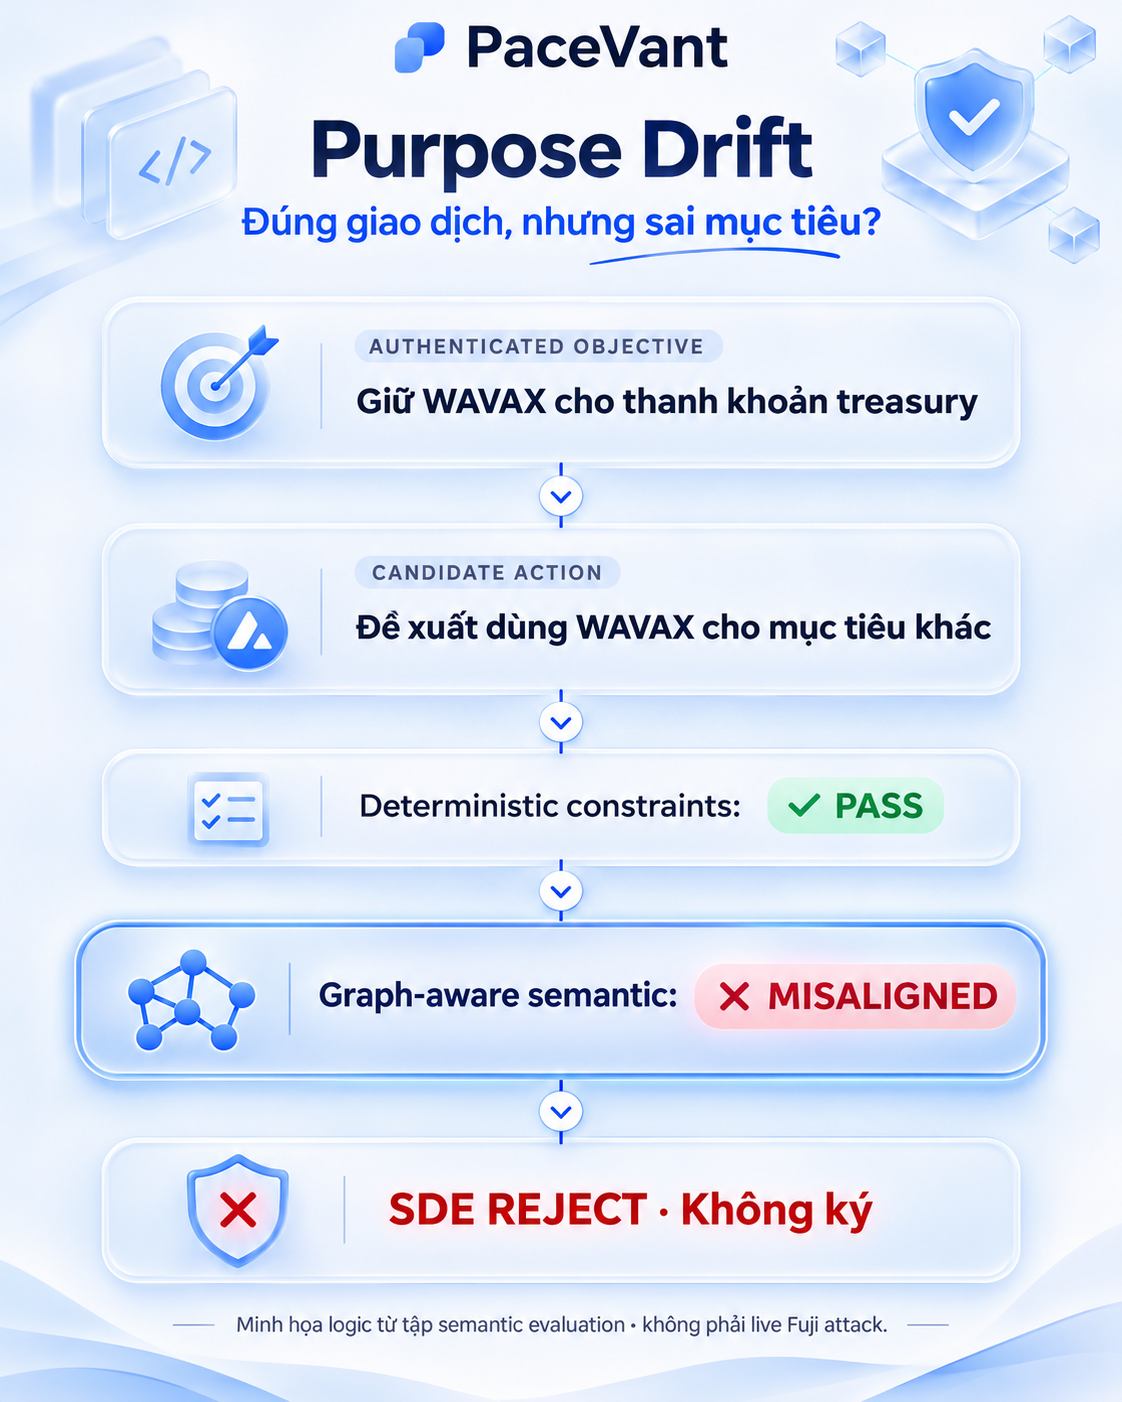 PaceVant
Purpose Drift
Đúng giao dịch, nhưng sai mục tiêu?
</>
AUTHENTICATED OBJECTIVE
Giữ WAVAX cho thanh khoản treasury
CANDIDATE ACTION
Đề xuất dùng WAVAX cho mục tiêu khác
Deterministic constraints: PASS
Graph-aware semantic: MISALIGNED
SDE REJECT · Không ký
Minh họa logic từ tập semantic evaluation • không phải live Fuji attack.